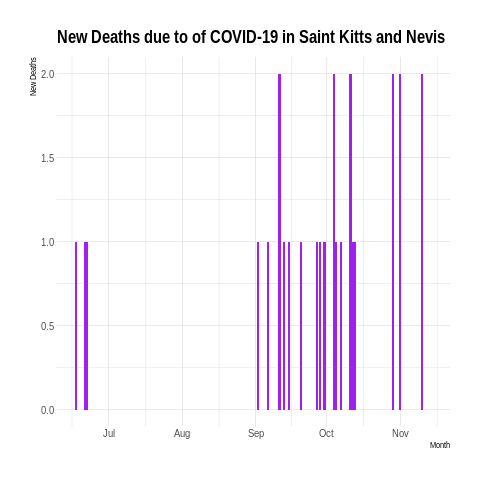 New Deaths due to of COVID-19 in Saint Kitts and Nevis
New Deaths
2.0
1.5
1.0
0.5
0.0
Jul Aug Sep Oct Nov
Month